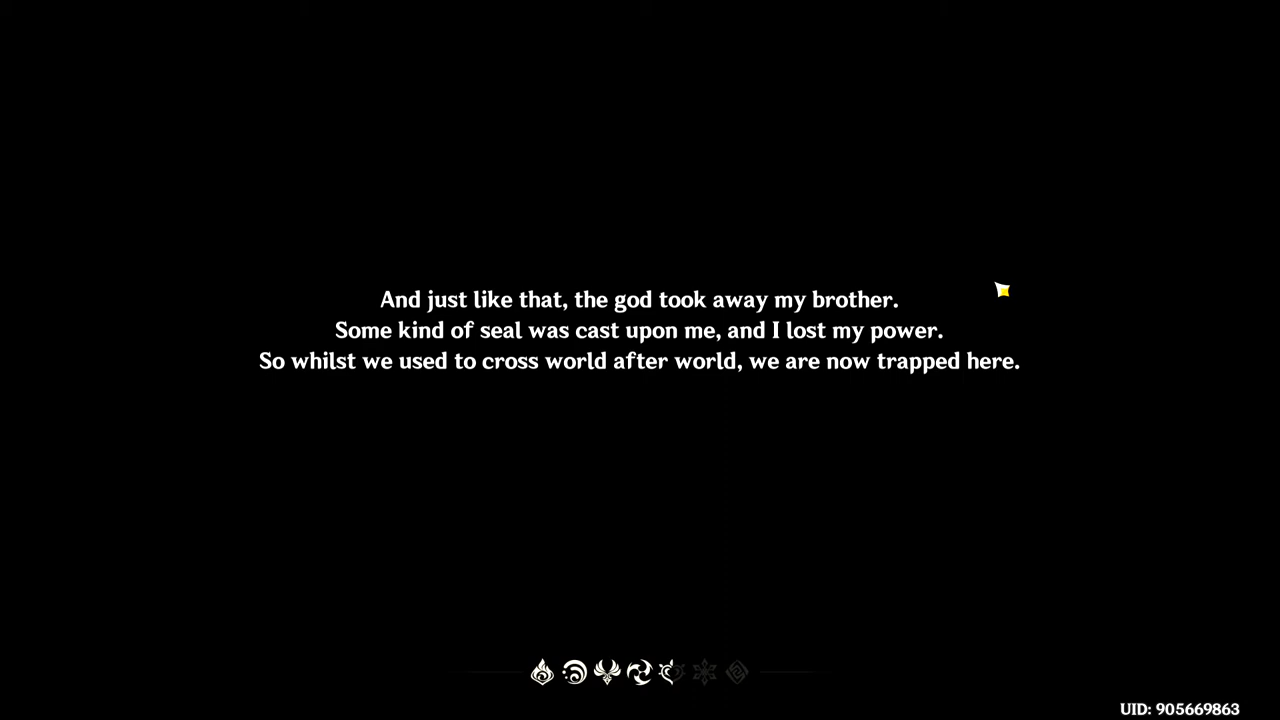 And just like that, the god took away my brother.
Some kind of seal was cast upon me, and I lost my power.
So whilst we used to cross world after world, we are now trapped here.
UID: 905669863